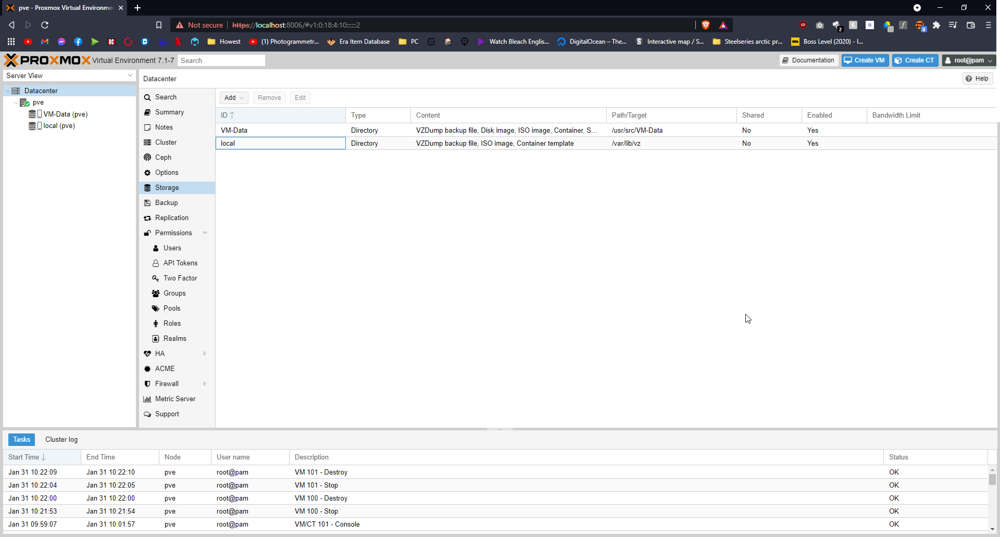 pve - Proxmox Virtual Environme
Not secure https://localhost:8006/#v1:0:18:4:10::::::2
2
0
Howest (1) Photogrammetr... Era Item Database PC Watch Bleach Englis... DigitalOcean – The... Interactive map / S... Steelseries arctic pr... Boss Level (2020) - I...
PROXMOX Virtual Environment 7.1-7 Search Documentation Create VM Create CT root@pam
Server View
Datacenter
pve
VM-Data (pve)
local (pve)
Datacenter Help
Search
Summary
Notes
Cluster
Ceph
Options
Storage
Backup
Replication
Permissions
Users
API Tokens
Two Factor
Groups
Pools
Roles
Realms
HA
ACME
Firewall
Metric Server
Support
Add Remove Edit
ID Type Content Path/Target Shared Enabled Bandwidth Limit
VM-Data Directory VZDump backup file, Disk image, ISO image, Container, S... /usr/src/VM-Data No Yes
local Directory VZDump backup file, ISO image, Container template /var/lib/vz No Yes
Tasks Cluster log
Start Time End Time Node User name Description Status
Jan 31 10:22:09 Jan 31 10:22:10 pve root@pam VM 101 - Destroy OK
Jan 31 10:22:04 Jan 31 10:22:05 pve root@pam VM 101 - Stop OK
Jan 31 10:22:00 Jan 31 10:22:00 pve root@pam VM 100 - Destroy OK
Jan 31 10:21:53 Jan 31 10:21:54 pve root@pam VM 100 - Stop OK
Jan 31 09:59:07 Jan 31 10:01:57 pve root@pam VM/CT 101 - Console OK